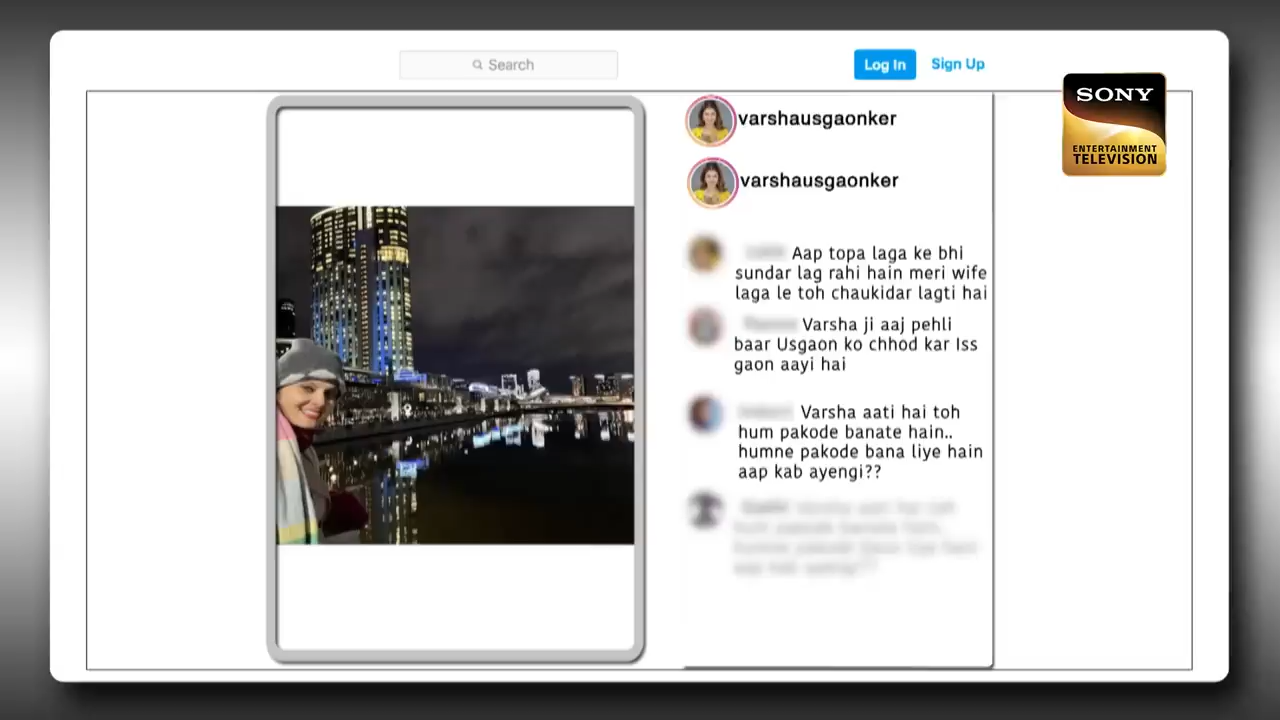 Search
Log In
Sign Up
SONY
ENTERTAINMENT
TELEVISION
varshausgaonker
varshausgaonker
Aap topa laga ke bhi
sundar lag rahi hain meri wife
laga le toh chaukidar lagti hai
Varsha ji aaj pehli
baar Usgaon ko chhod kar Iss
gaon aayi hai
Varsha aati hai toh
hum pakode banate hain..
humne pakode bana liye hain
aap kab ayengi??